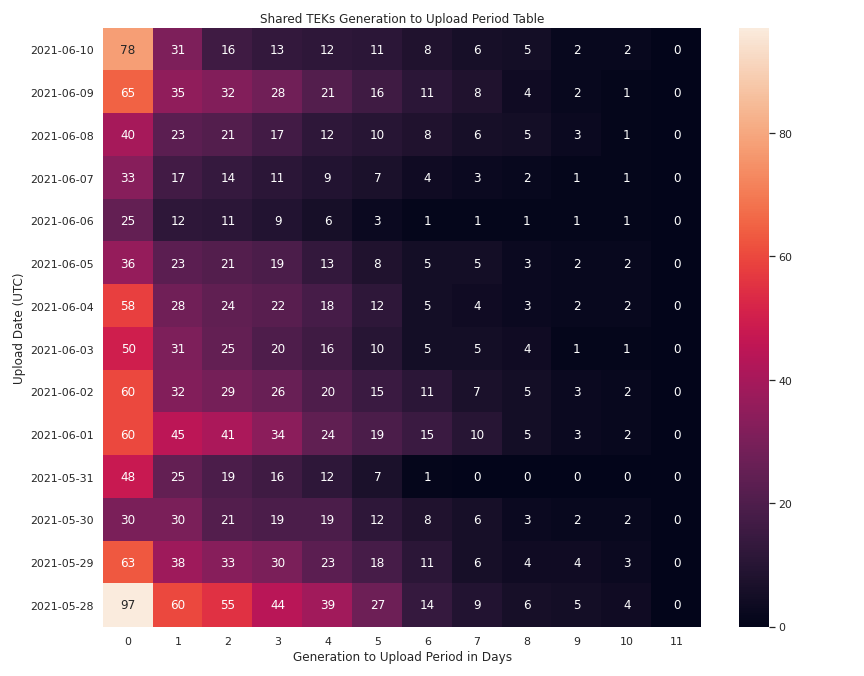 Shared TEKs Generation to Upload Period Table
Upload Date (UTC)
2021-06-10 78 31 16 13 12 11 8 6 5 2 2 0
2021-06-09 65 35 32 28 21 16 11 8 4 2 1 0
2021-06-08 40 23 21 17 12 10 8 6 5 3 1 0
2021-06-07 33 17 14 11 9 7 4 3 2 1 1 0
2021-06-06 25 12 11 9 6 3 1 1 1 1 1 0
2021-06-05 36 23 21 19 13 8 5 5 3 2 2 0
2021-06-04 58 28 24 22 18 12 5 4 3 2 2 0
2021-06-03 50 31 25 20 16 10 5 5 4 1 1 0
2021-06-02 60 32 29 26 20 15 11 7 5 3 2 0
2021-06-01 60 45 41 34 24 19 15 10 5 3 2 0
2021-05-31 48 25 19 16 12 7 1 0 0 0 0 0
2021-05-30 30 30 21 19 19 12 8 6 3 2 2 0
2021-05-29 63 38 33 30 23 18 11 6 4 4 3 0
2021-05-28 97 60 55 44 39 27 14 9 6 5 4 0
0 1 2 3 4 5 6 7 8 9 10 11
Generation to Upload Period in Days
80
60
40
20
0